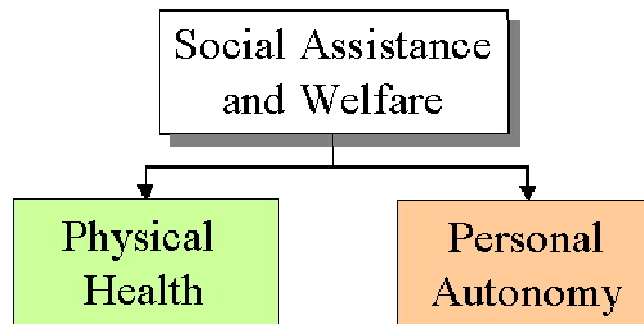 Social Assistance
and Welfare
Physical
Health
Personal
Autonomy